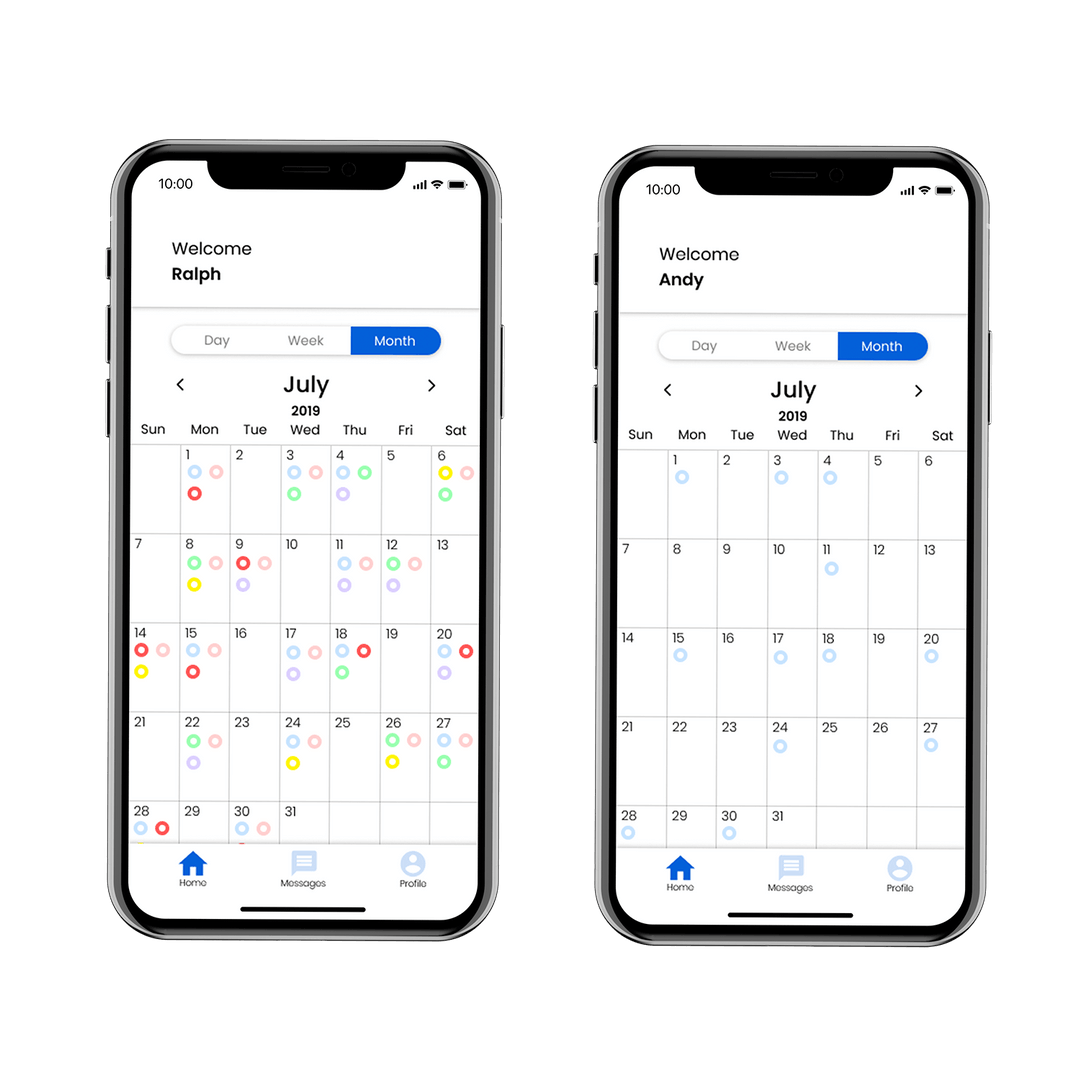 10:00
Welcome
Ralph
Day Week Month
July
2019
Sun Mon Tue Wed Thu Fri Sat
1 2 3 4 5 6
7 8 9 10 11 12 13
14 15 16 17 18 19 20
21 22 23 24 25 26 27
28 29 30 31
Home Messages Profile
10:00
Welcome
Andy
Day Week Month
July
2019
Sun Mon Tue Wed Thu Fri Sat
1 2 3 4 5 6
7 8 9 10 11 12 13
14 15 16 17 18 19 20
21 22 23 24 25 26 27
28 29 30 31
Home Messages Profile